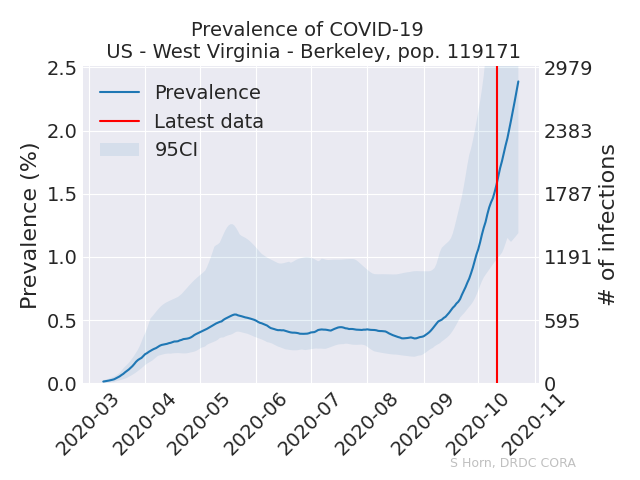 Prevalence of COVID-19
US - West Virginia - Berkeley, pop. 119171
2.5
2.0
1.5
1.0
0.5
0.0
Prevalence (%)
Prevalence
Latest data
95CI
2979
2383
1787
1191
595
0
# of infections
2020-03
2020-04
2020-05
2020-06
2020-07
2020-08
2020-09
2020-10
2020-11
S Horn, DRDC CORA